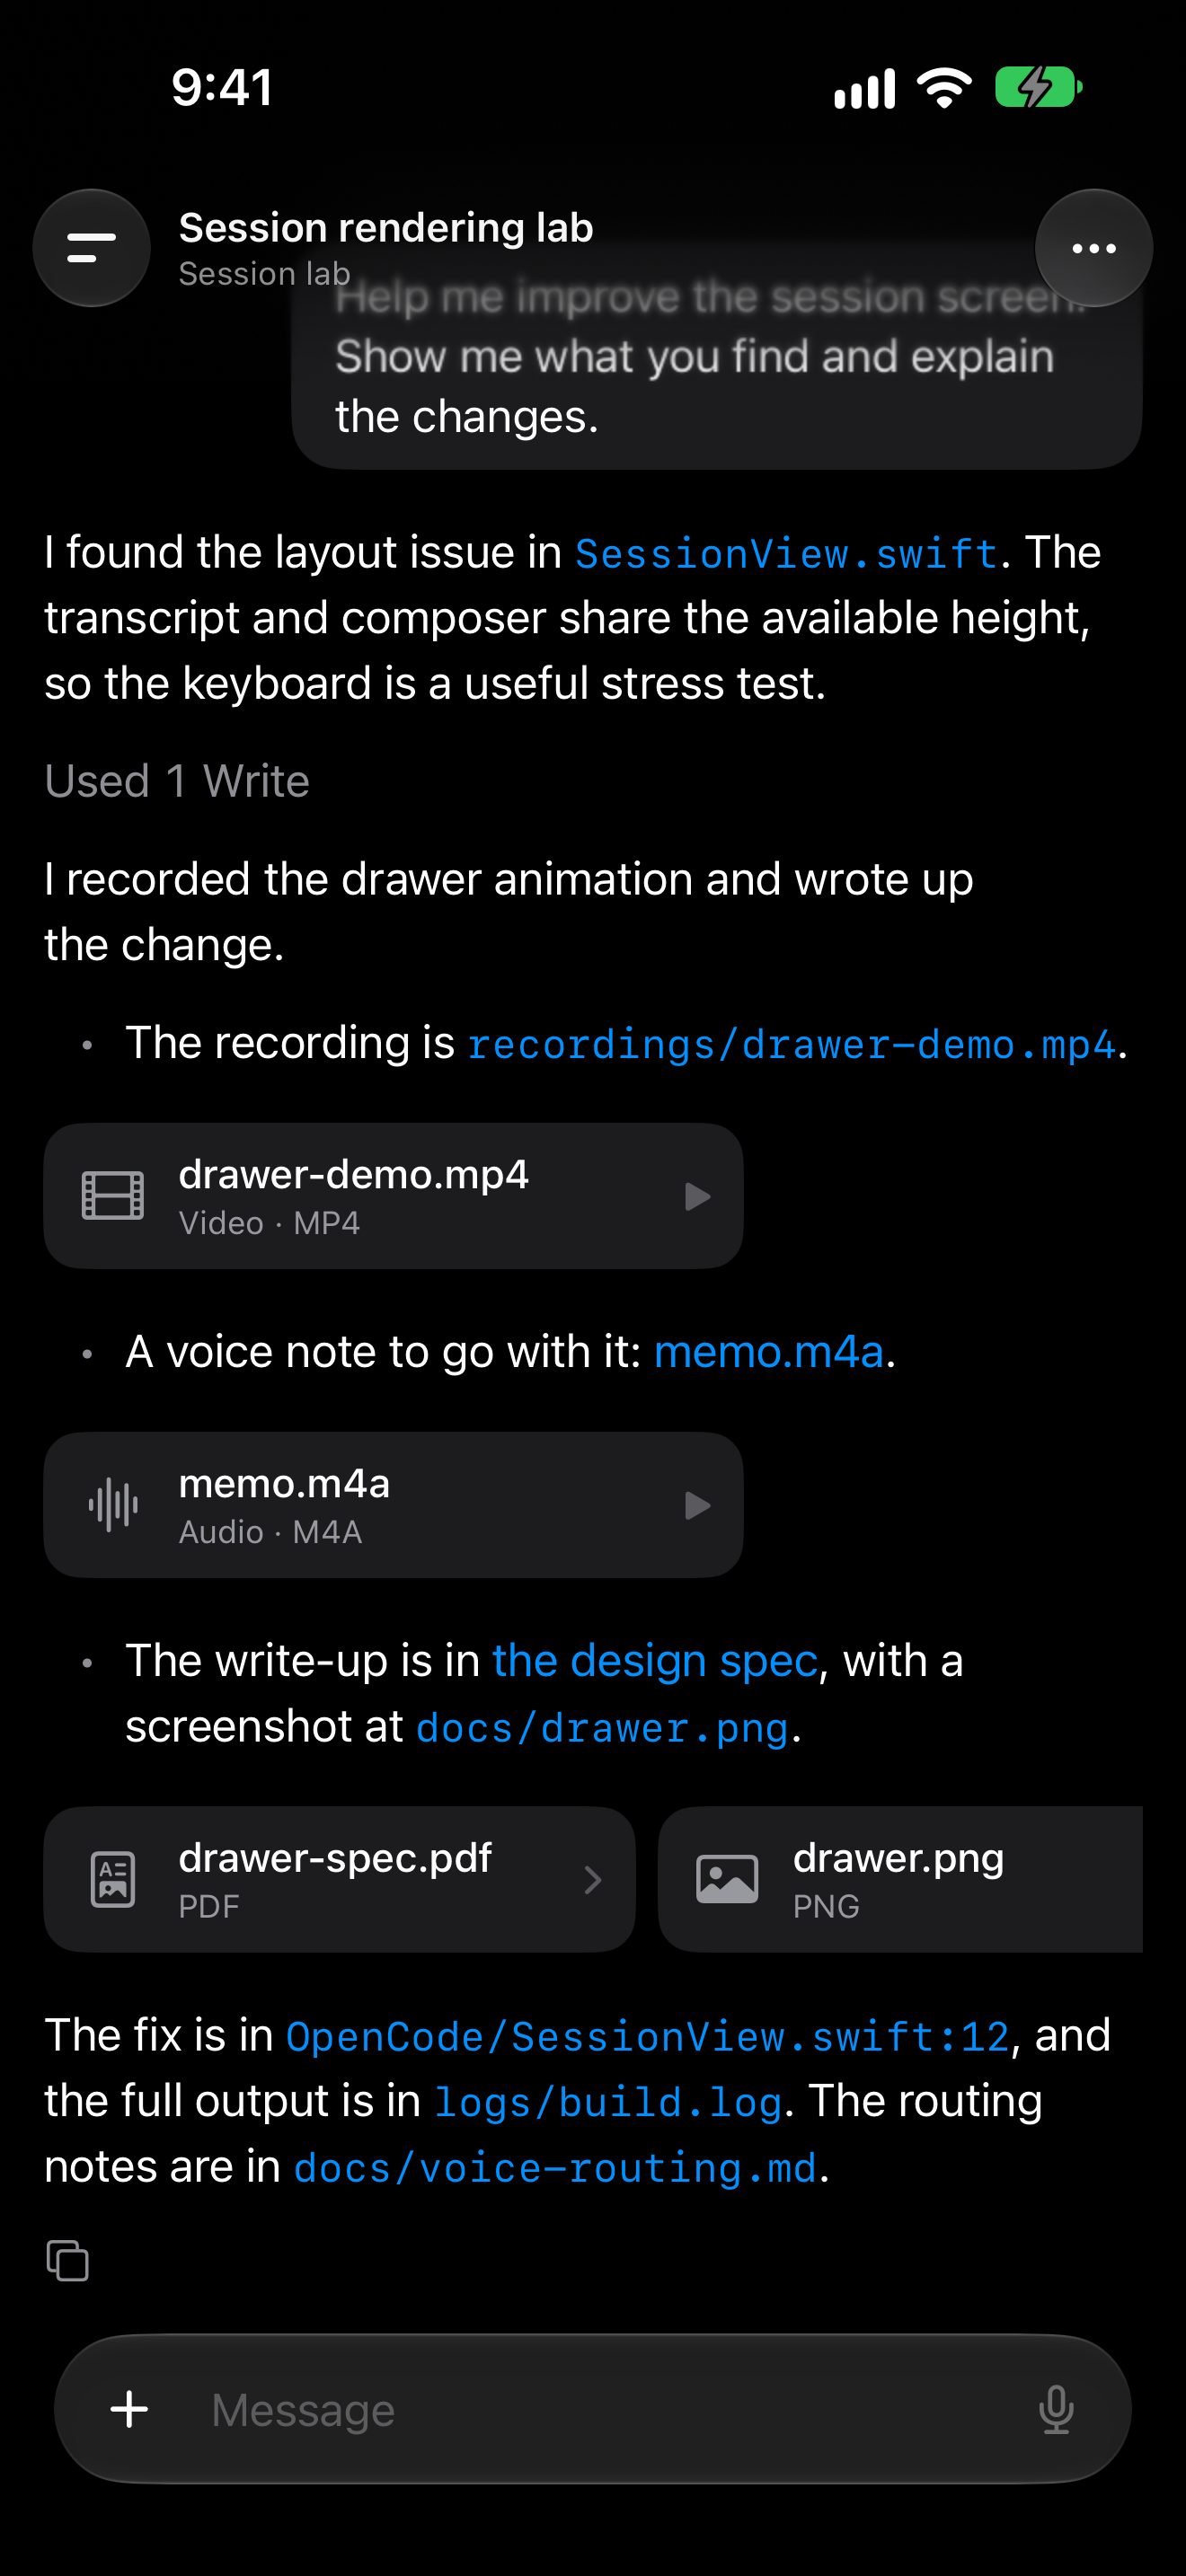 9:41
Session rendering lab
Session lab
Help me improve the session screen.
Show me what you find and explain
the changes.
I found the layout issue in SessionView.swift. The
transcript and composer share the available height,
so the keyboard is a useful stress test.
Used 1 Write
I recorded the drawer animation and wrote up
the change.
• The recording is recordings/drawer-demo.mp4.
drawer-demo.mp4
Video · MP4
• A voice note to go with it: memo.m4a.
memo.m4a
Audio · M4A
• The write-up is in the design spec, with a
screenshot at docs/drawer.png.
drawer-spec.pdf
PDF
drawer.png
PNG
The fix is in OpenCode/SessionView.swift:12, and
the full output is in logs/build.log. The routing
notes are in docs/voice-routing.md.
Message